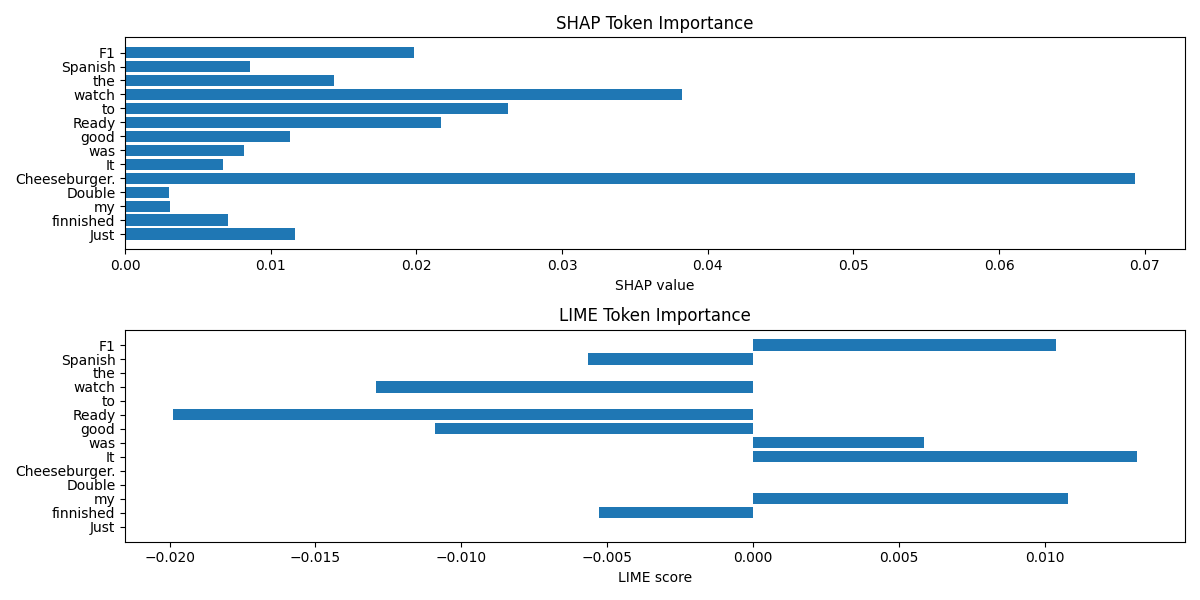 SHAP Token Importance
F1
Spanish
the
watch
to
Ready
good
was
It
Cheeseburger.
Double
my
finnished
Just
0.00 0.01 0.02 0.03 0.04 0.05 0.06 0.07
SHAP value
LIME Token Importance
F1
Spanish
the
watch
to
Ready
good
was
It
Cheeseburger.
Double
my
finnished
Just
−0.020 −0.015 −0.010 −0.005 0.000 0.005 0.010
LIME score